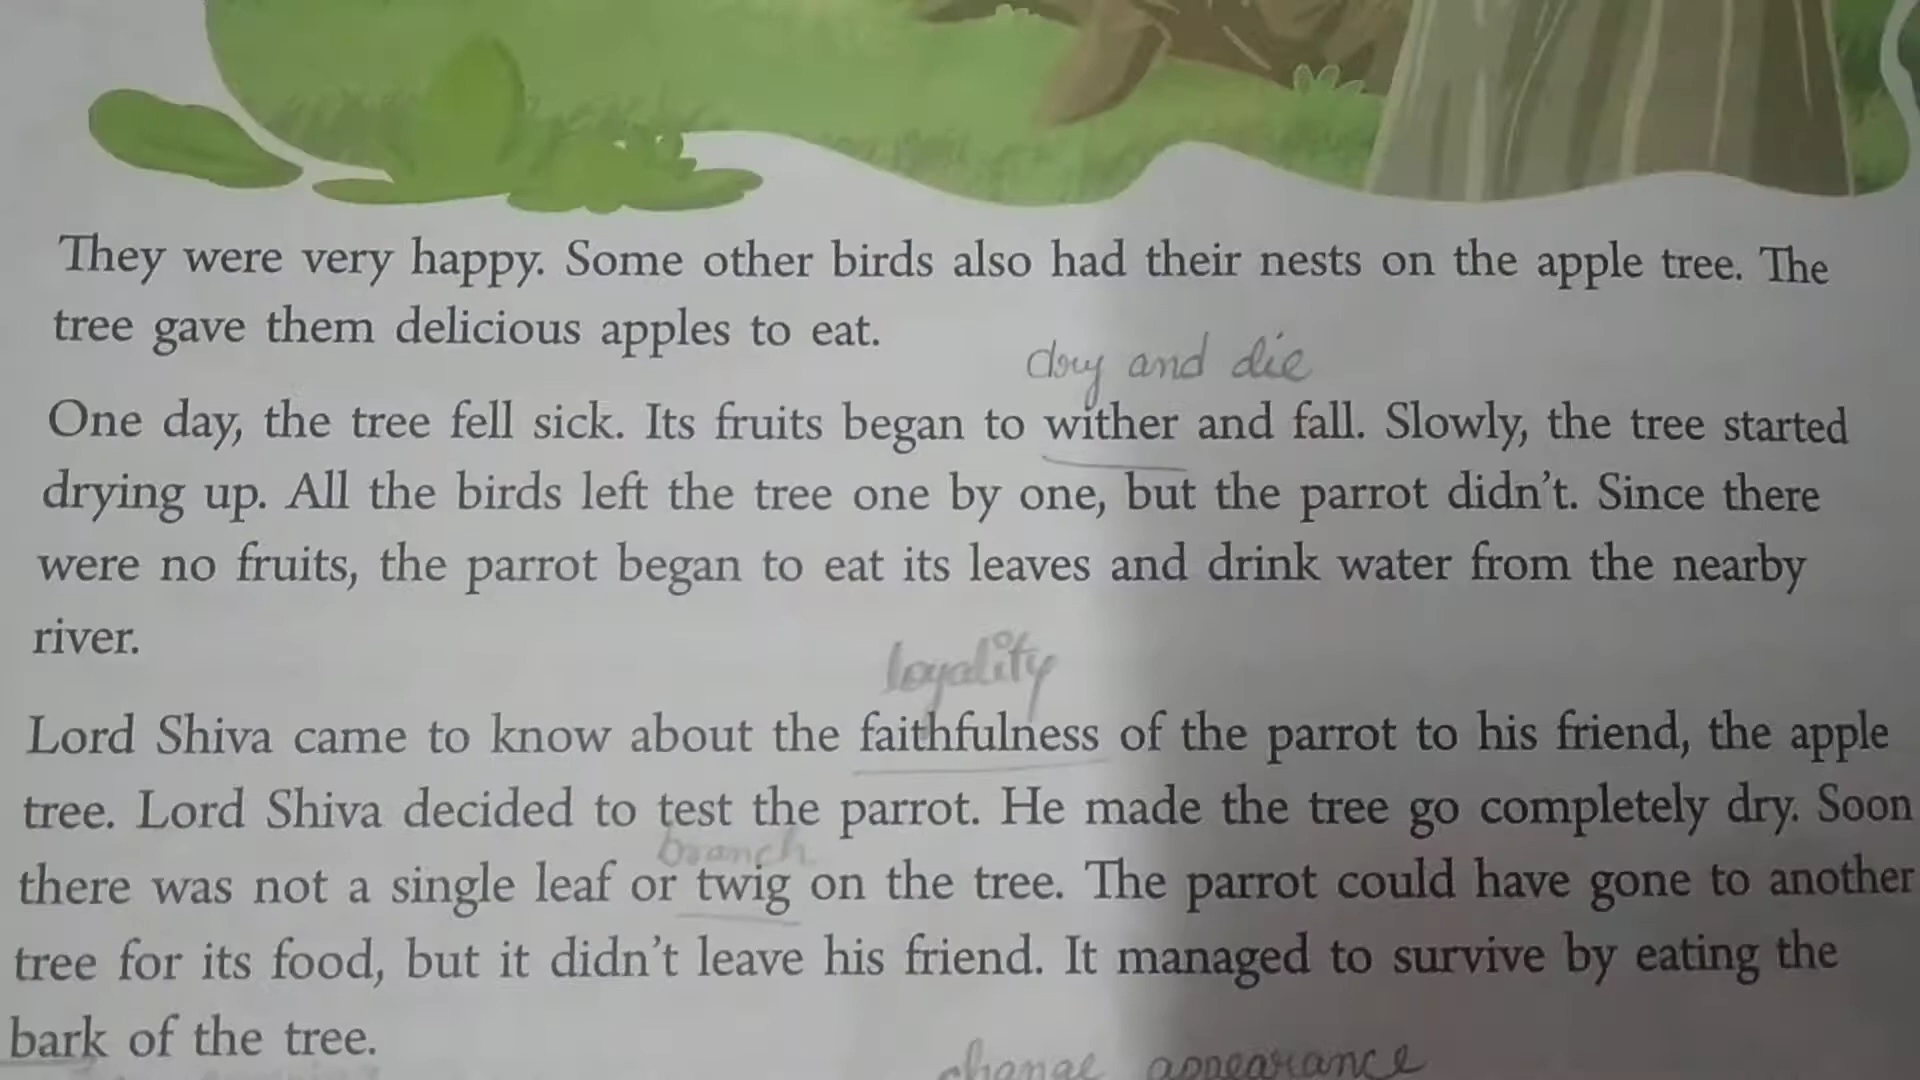 They were very happy. Some other birds also had their nests on the apple tree. The
tree gave them delicious apples to eat.
dry and die
One day, the tree fell sick. Its fruits began to wither and fall. Slowly, the tree started
drying up. All the birds left the tree one by one, but the parrot didn't. Since there
were no fruits, the parrot began to eat its leaves and drink water from the nearby
river.
loyality
Lord Shiva came to know about the faithfulness of the parrot to his friend, the apple
tree. Lord Shiva decided to test the parrot. He made the tree go completely dry. Soon
branch
there was not a single leaf or twig on the tree. The parrot could have gone to another
tree for its food, but it didn't leave his friend. It managed to survive by eating the
bark of the tree.
change appearance